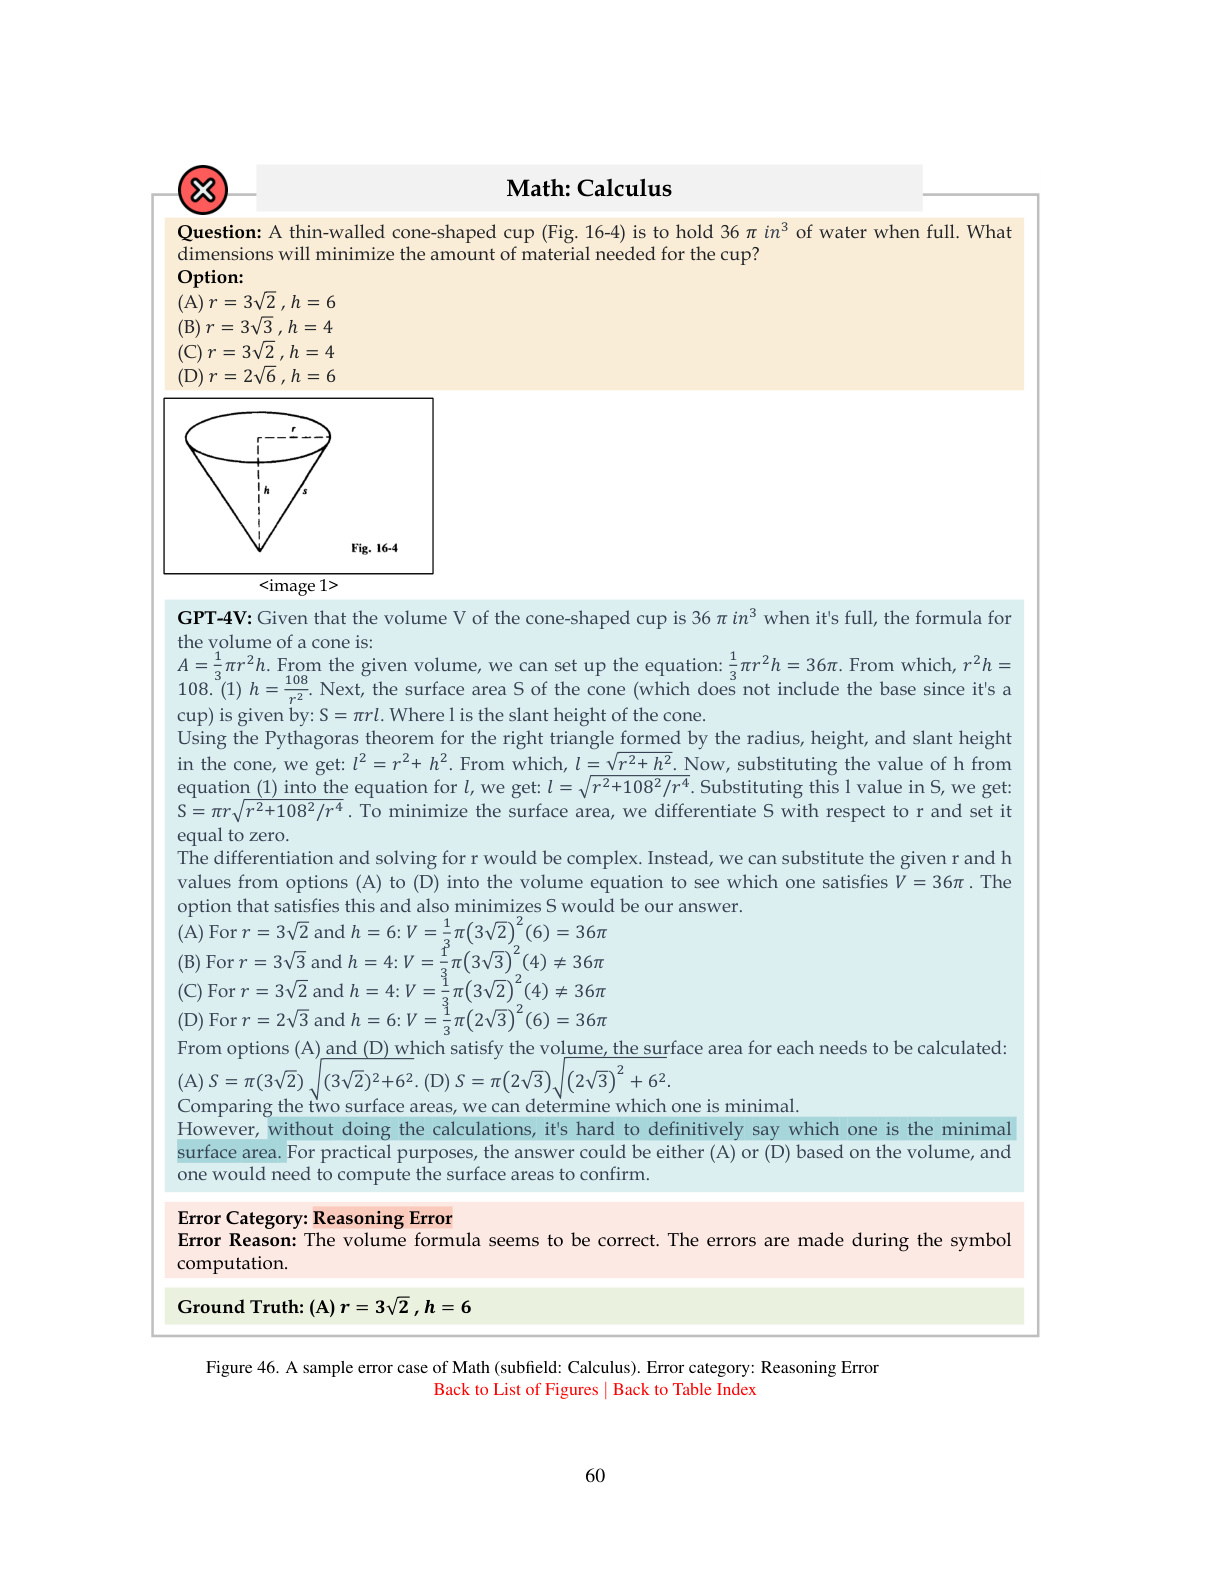 Math: Calculus
Question: A thin-walled cone-shaped cup (Fig. 16-4) is to hold 36 π in³ of water when full. What
dimensions will minimize the amount of material needed for the cup?
Option:
(A) r = 3√2 , h = 6
(B) r = 3√3 , h = 4
(C) r = 3√2 , h = 4
(D) r = 2√6 , h = 6
r
h
s
Fig. 16-4
<image 1>
GPT-4V: Given that the volume V of the cone-shaped cup is 36 π in³ when it's full, the formula for
the volume of a cone is:
A = 1/3 πr²h. From the given volume, we can set up the equation: 1/3 πr²h = 36π. From which, r²h =
108. (1) h = 108/r². Next, the surface area S of the cone (which does not include the base since it's a
cup) is given by: S = πrl. Where l is the slant height of the cone.
Using the Pythagoras theorem for the right triangle formed by the radius, height, and slant height
in the cone, we get: l² = r²+ h². From which, l = √(r²+ h²). Now, substituting the value of h from
equation (1) into the equation for l, we get: l = √(r²+108²/r⁴). Substituting this l value in S, we get:
S = πr√(r²+108²/r⁴) . To minimize the surface area, we differentiate S with respect to r and set it
equal to zero.
The differentiation and solving for r would be complex. Instead, we can substitute the given r and h
values from options (A) to (D) into the volume equation to see which one satisfies V = 36π . The
option that satisfies this and also minimizes S would be our answer.
(A) For r = 3√2 and h = 6: V = 1/3 π(3√2)²(6) = 36π
(B) For r = 3√3 and h = 4: V = 1/3 π(3√3)²(4) ≠ 36π
(C) For r = 3√2 and h = 4: V = 1/3 π(3√2)²(4) ≠ 36π
(D) For r = 2√3 and h = 6: V = 1/3 π(2√3)²(6) = 36π
From options (A) and (D) which satisfy the volume, the surface area for each needs to be calculated:
(A) S = π(3√2) √((3√2)²+6²). (D) S = π(2√3)√((2√3)² + 6²).
Comparing the two surface areas, we can determine which one is minimal.
However, without doing the calculations, it's hard to definitively say which one is the minimal
surface area. For practical purposes, the answer could be either (A) or (D) based on the volume, and
one would need to compute the surface areas to confirm.
Error Category: Reasoning Error
Error Reason: The volume formula seems to be correct. The errors are made during the symbol
computation.
Ground Truth: (A) r = 3√2 , h = 6
Figure 46. A sample error case of Math (subfield: Calculus). Error category: Reasoning Error
Back to List of Figures | Back to Table Index
60